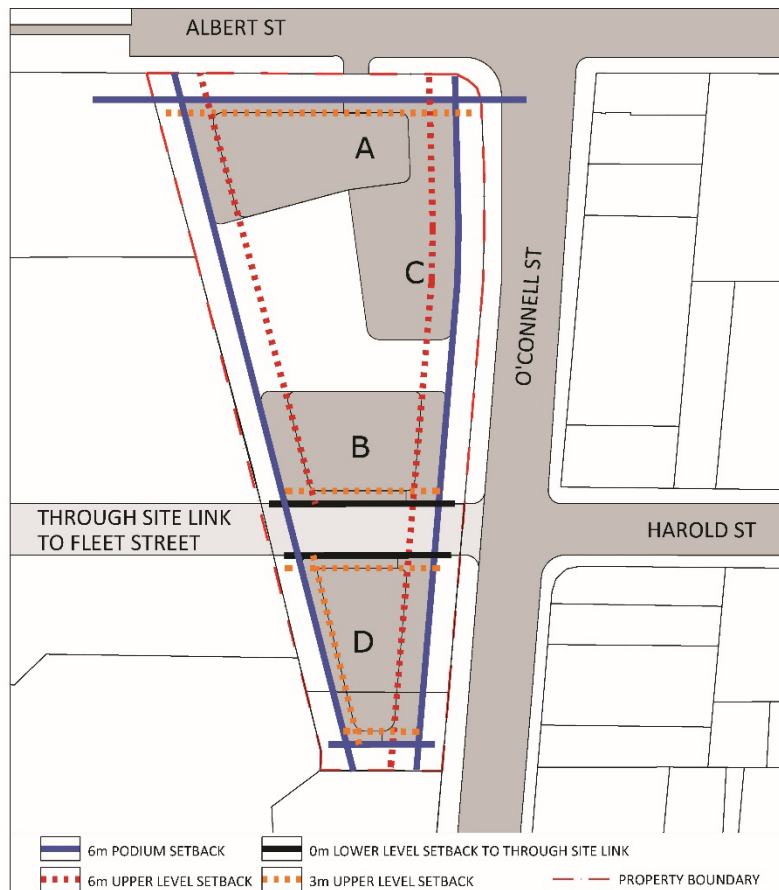 ALBERT ST
A
C
O'CONNELL ST
B
THROUGH SITE LINK
TO FLEET STREET
HAROLD ST
D
6m PODIUM SETBACK
0m LOWER LEVEL SETBACK TO THROUGH SITE LINK
6m UPPER LEVEL SETBACK
3m UPPER LEVEL SETBACK
PROPERTY BOUNDARY